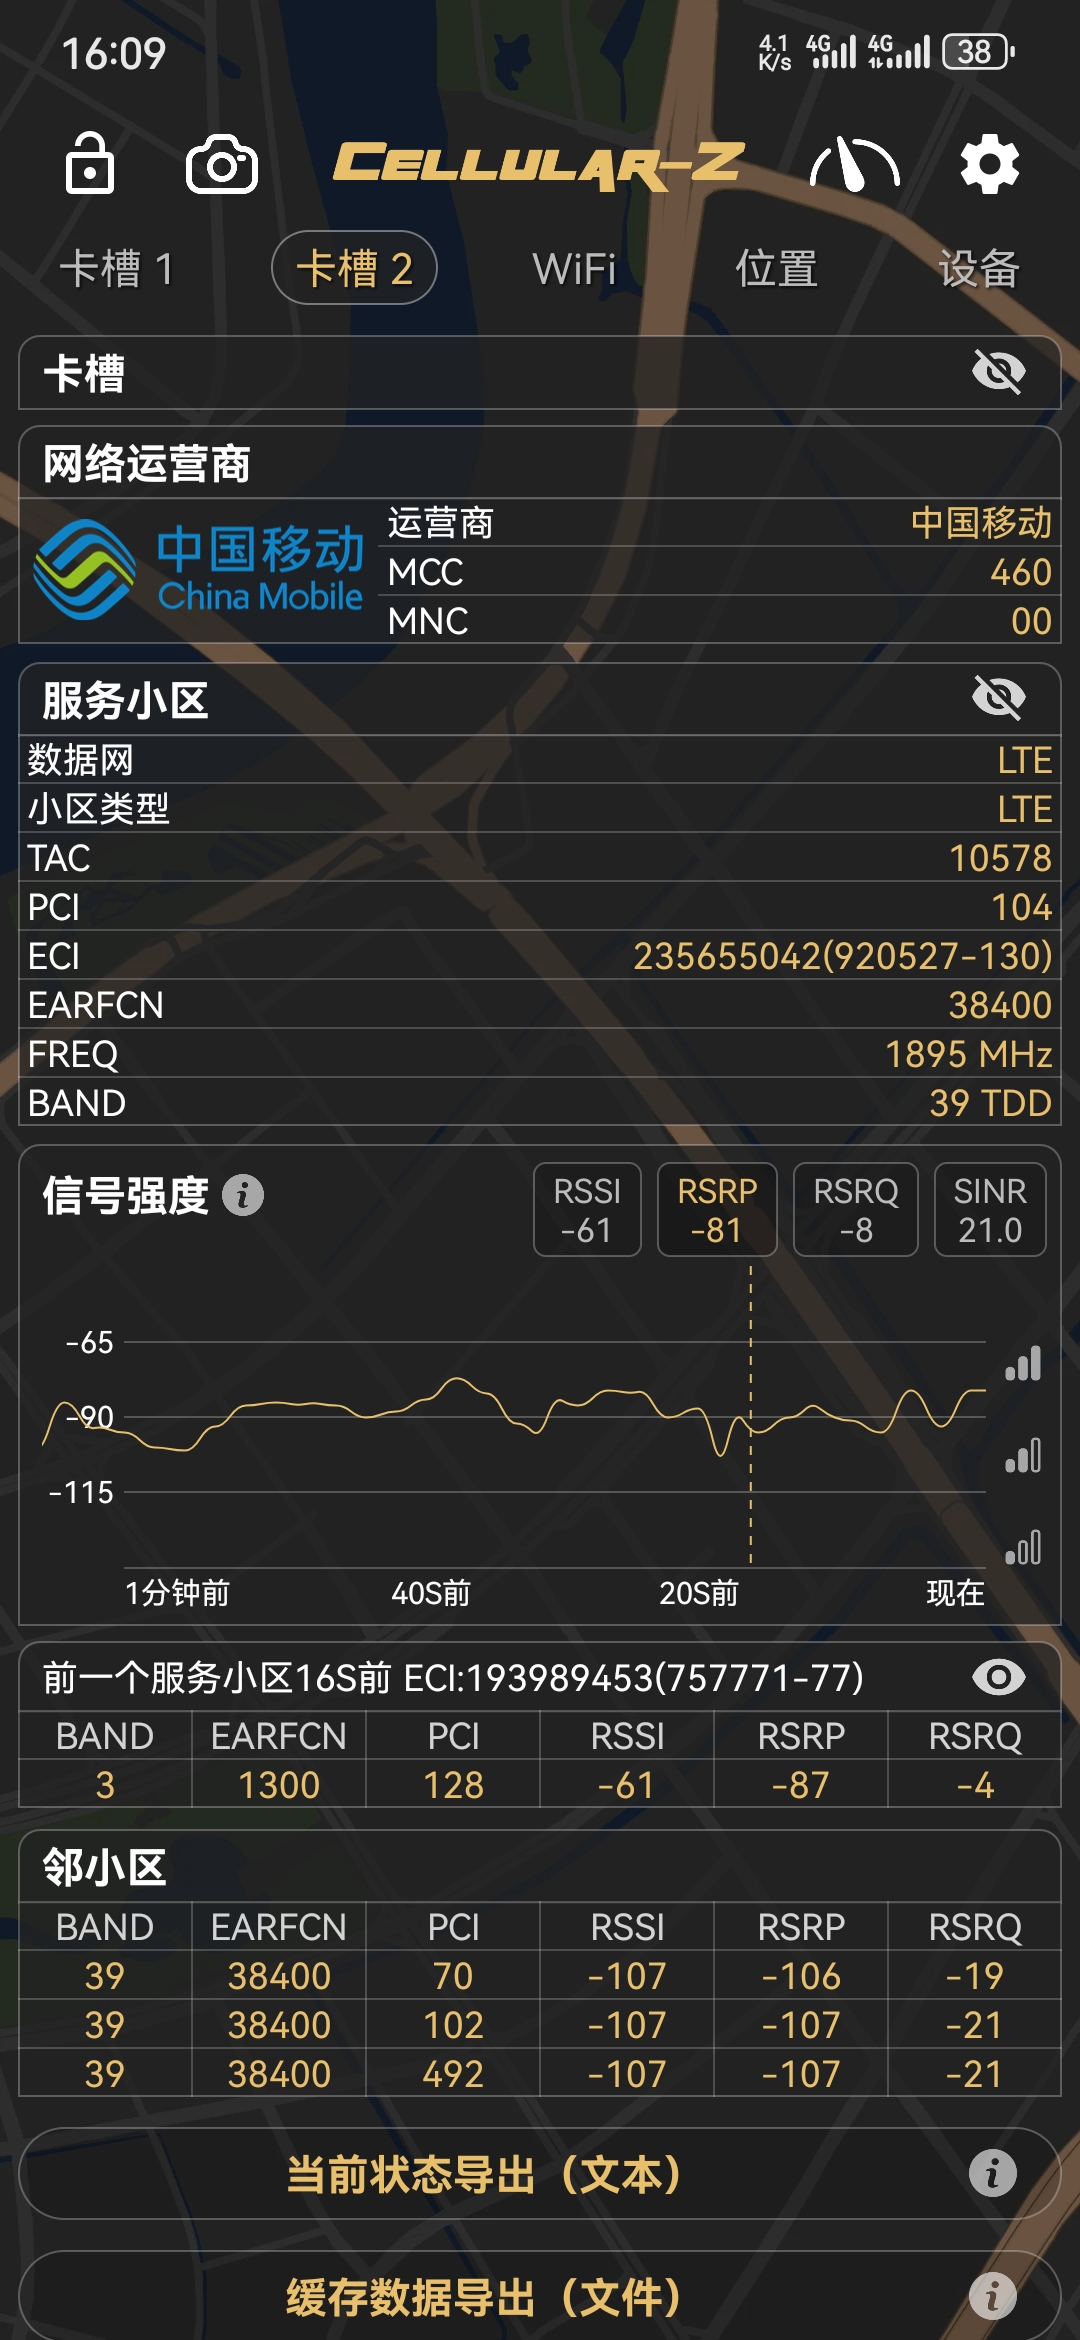 16:09 4.1 K/s 4G 4G 38
CELLULAR-Z
卡槽 1 卡槽 2 WiFi 位置 设备
卡槽
网络运营商
中国移动
China Mobile
运营商 中国移动
MCC 460
MNC 00
服务小区
数据网 LTE
小区类型 LTE
TAC 10578
PCI 104
ECI 235655042(920527-130)
EARFCN 38400
FREQ 1895 MHz
BAND 39 TDD
信号强度 i
RSSI RSRP RSRQ SINR
-61 -81 -8 21.0
-65
-90
-115
1分钟前 40S前 20S前 现在
前一个服务小区16S前 ECI:193989453(757771-77)
BAND EARFCN PCI RSSI RSRP RSRQ
3 1300 128 -61 -87 -4
邻小区
BAND EARFCN PCI RSSI RSRP RSRQ
39 38400 70 -107 -106 -19
39 38400 102 -107 -107 -21
39 38400 492 -107 -107 -21
当前状态导出（文本） i
缓存数据导出（文件） i